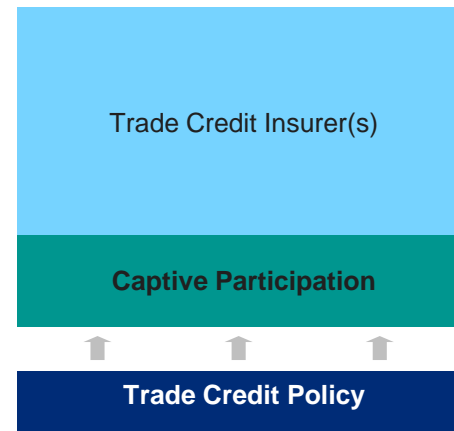 Trade Credit Insurer(s)
Captive Participation
Trade Credit Policy